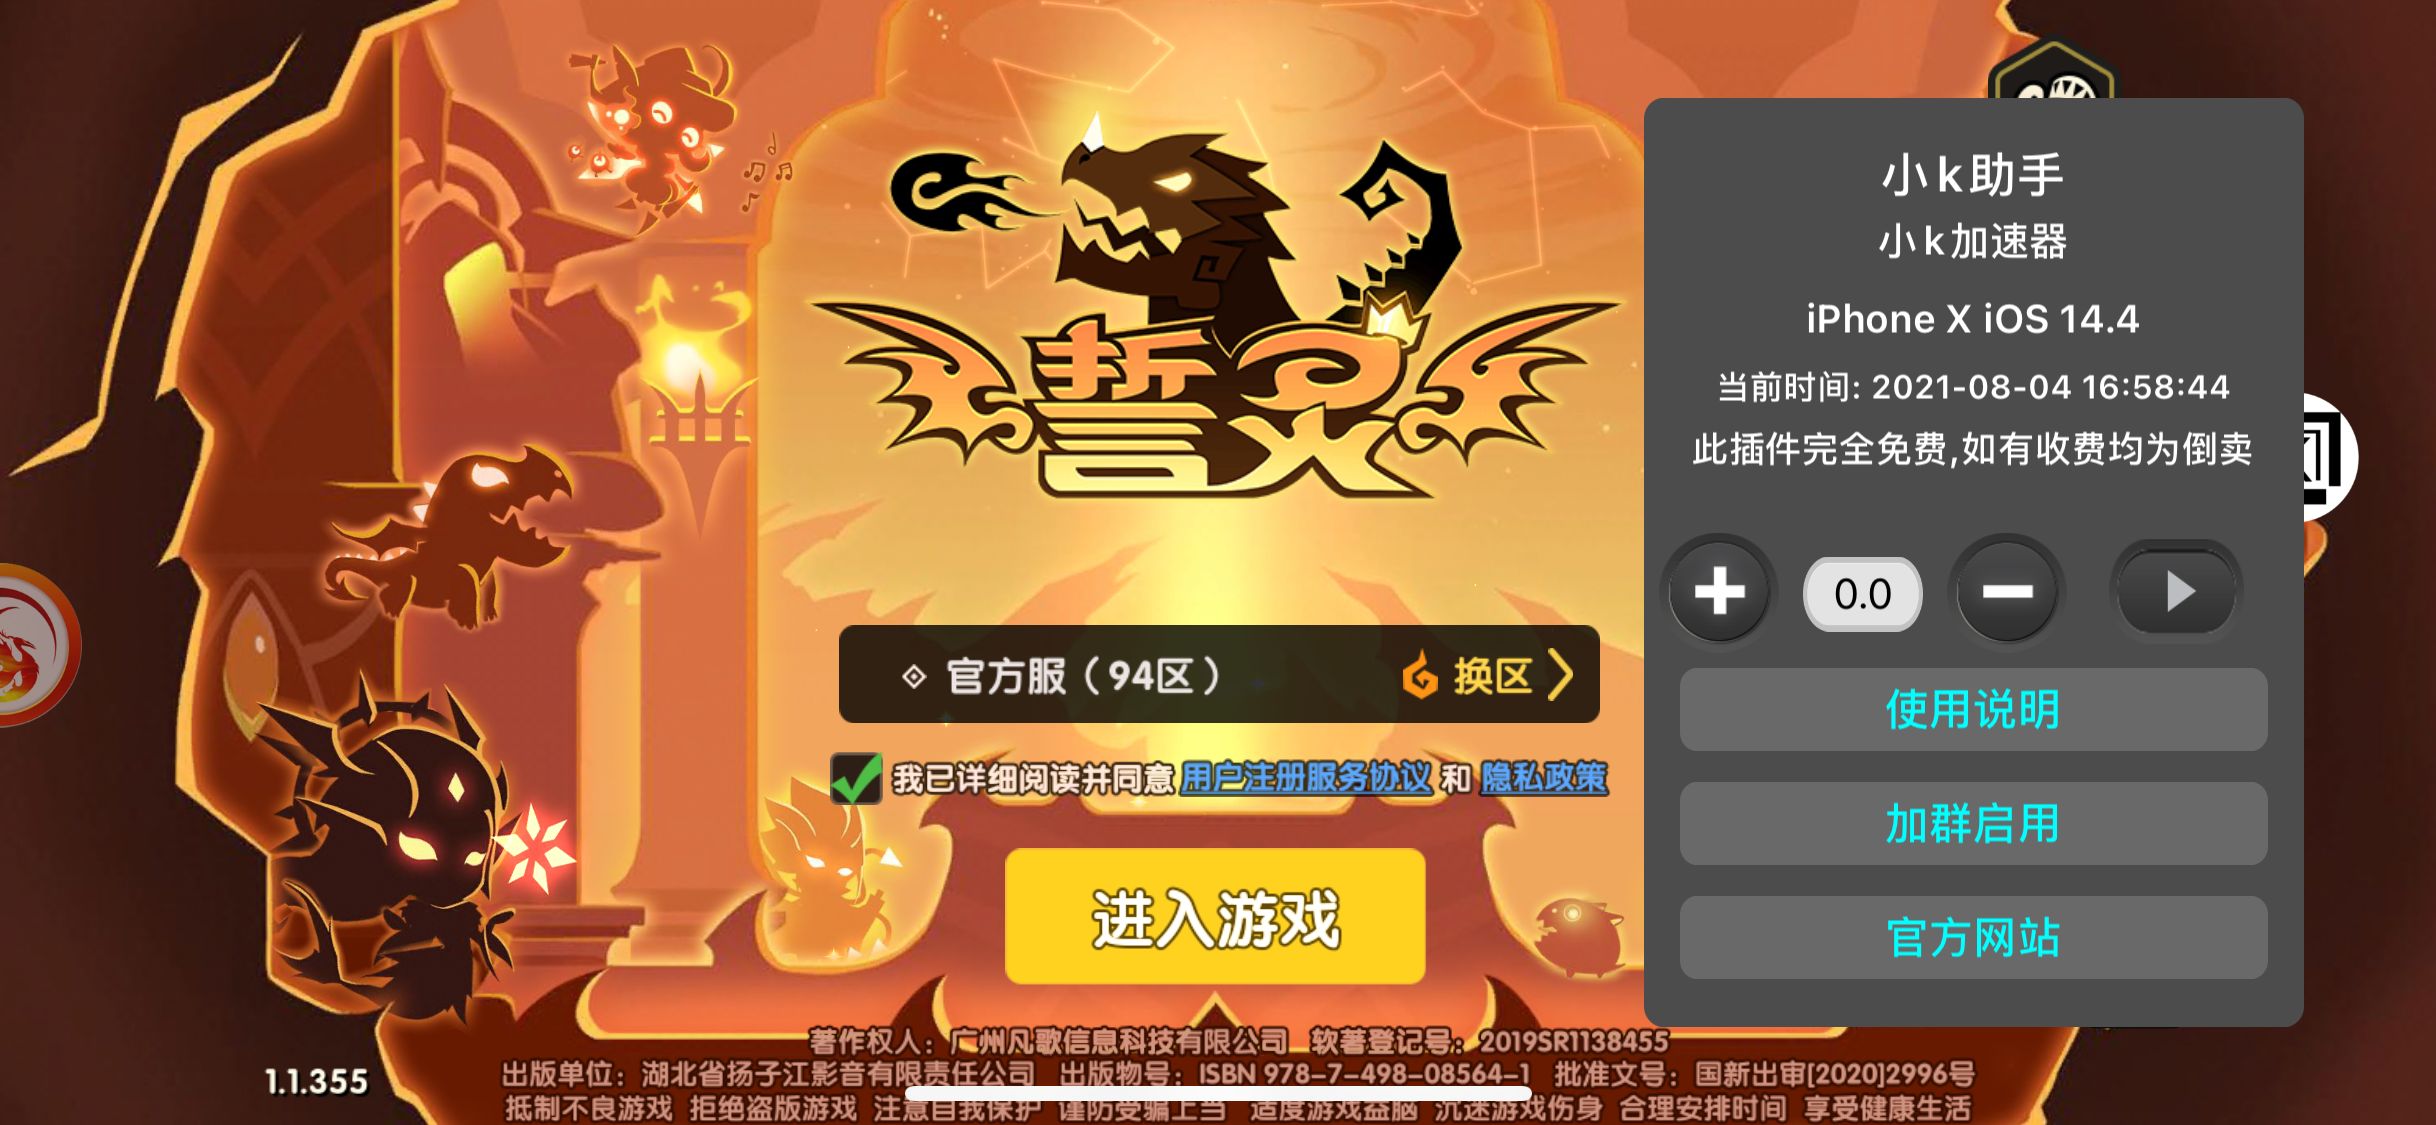 誓灵
官方服（94区）
换区
我已详细阅读并同意 用户注册服务协议 和 隐私政策
进入游戏
小k助手
小k加速器
iPhone X iOS 14.4
当前时间: 2021-08-04 16:58:44
此插件完全免费,如有收费均为倒卖
0.0
使用说明
加群启用
官方网站
1.1.355
著作权人：广州凡歌信息科技有限公司 软著登记号：2019SR1138455
出版单位：湖北省扬子江影音有限责任公司 出版物号：ISBN 978-7-498-08564-1 批准文号：国新出审[2020]2996号
抵制不良游戏 拒绝盗版游戏 注意自我保护 谨防受骗上当 适度游戏益脑 沉迷游戏伤身 合理安排时间 享受健康生活